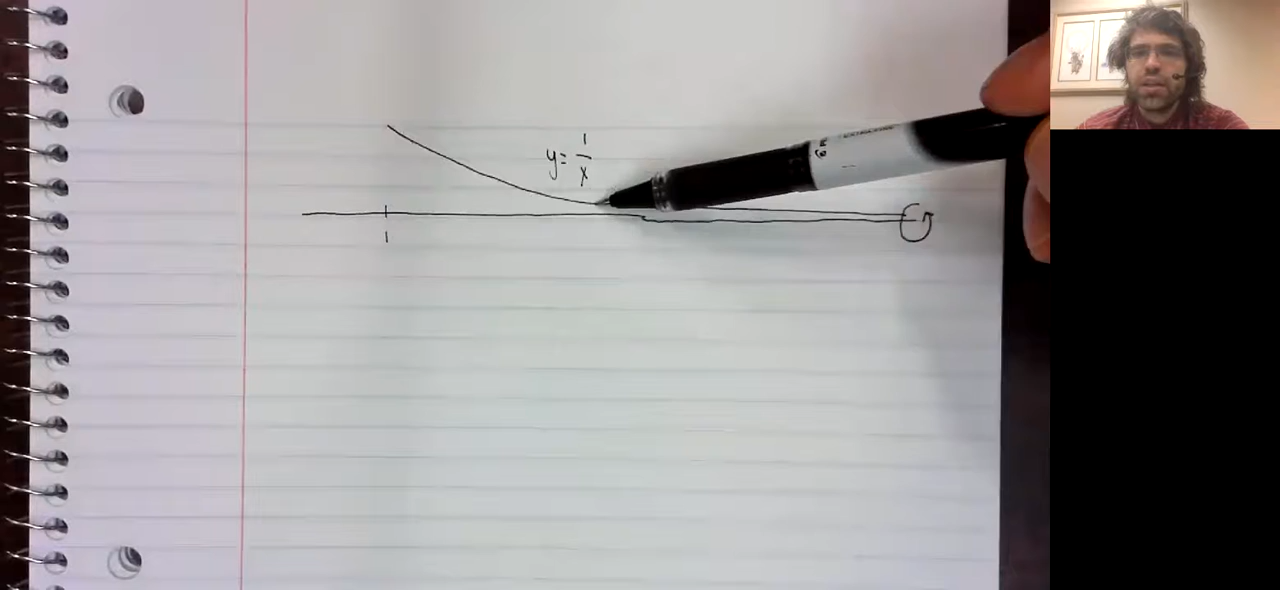 y = 1/x
1